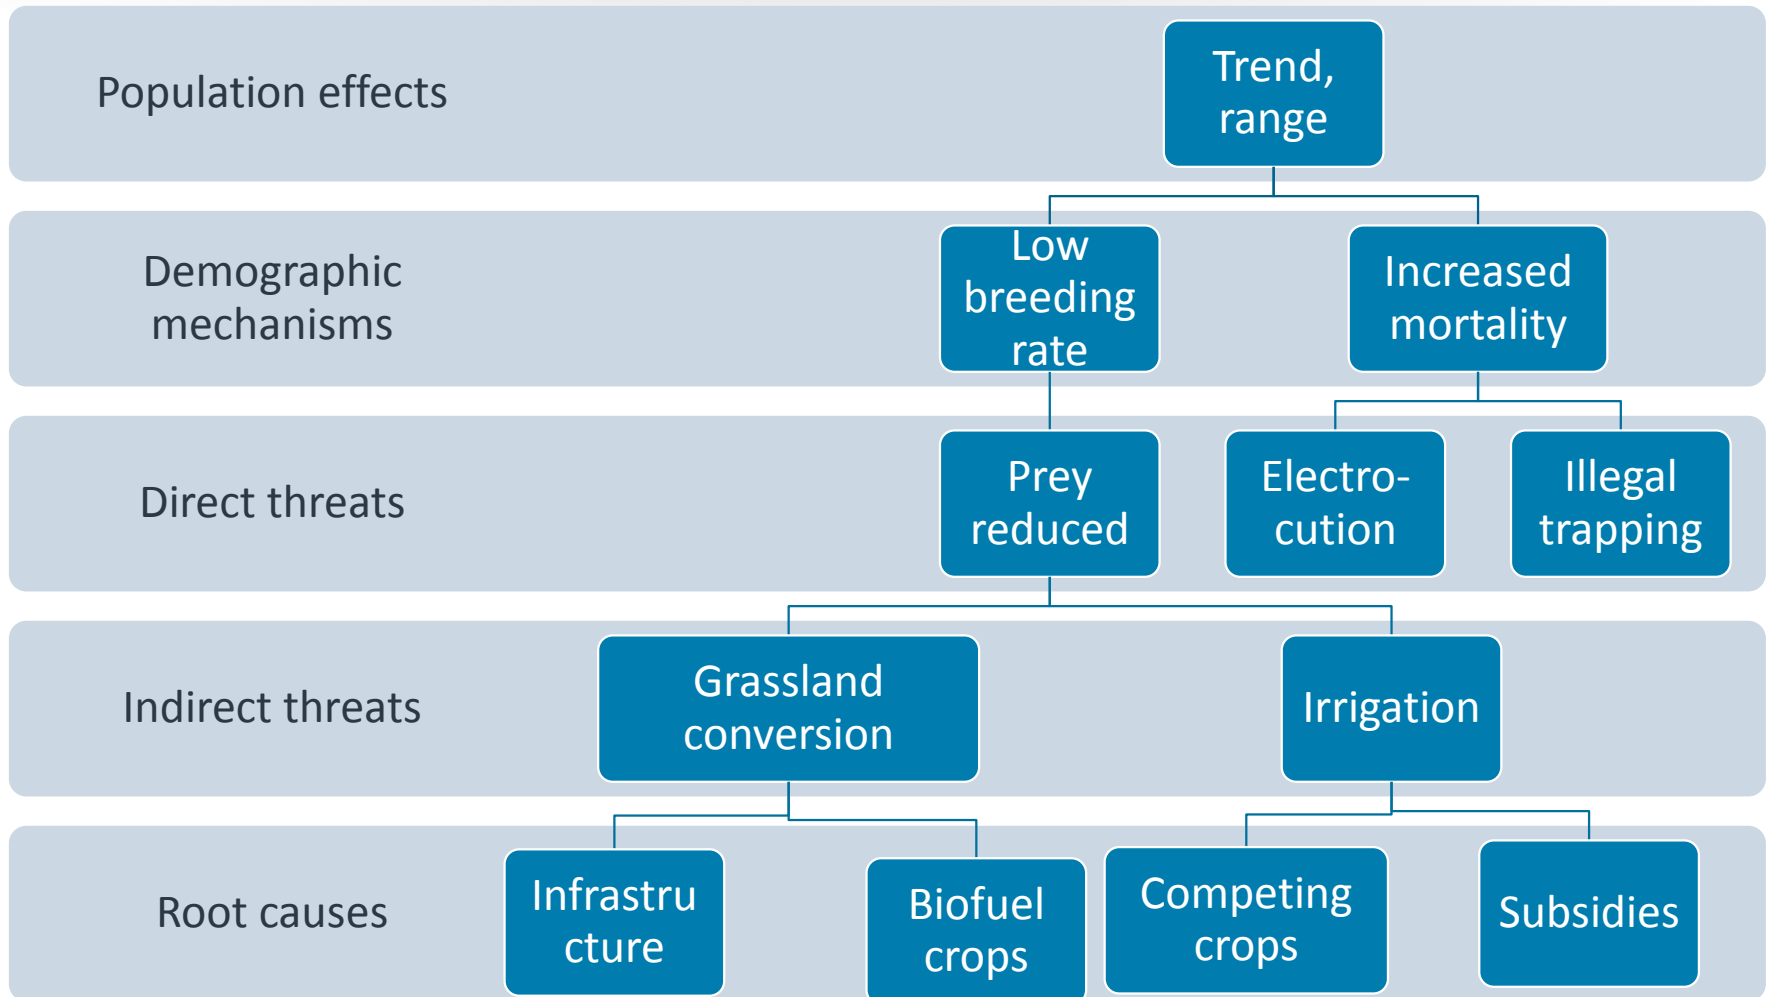 Population effects
Trend,
range
Demographic
mechanisms
Low
breeding
rate
Increased
mortality
Direct threats
Prey
reduced
Electro-
cution
Illegal
trapping
Indirect threats
Grassland
conversion
Irrigation
Root causes
Infrastru
cture
Biofuel
crops
Competing
crops
Subsidies